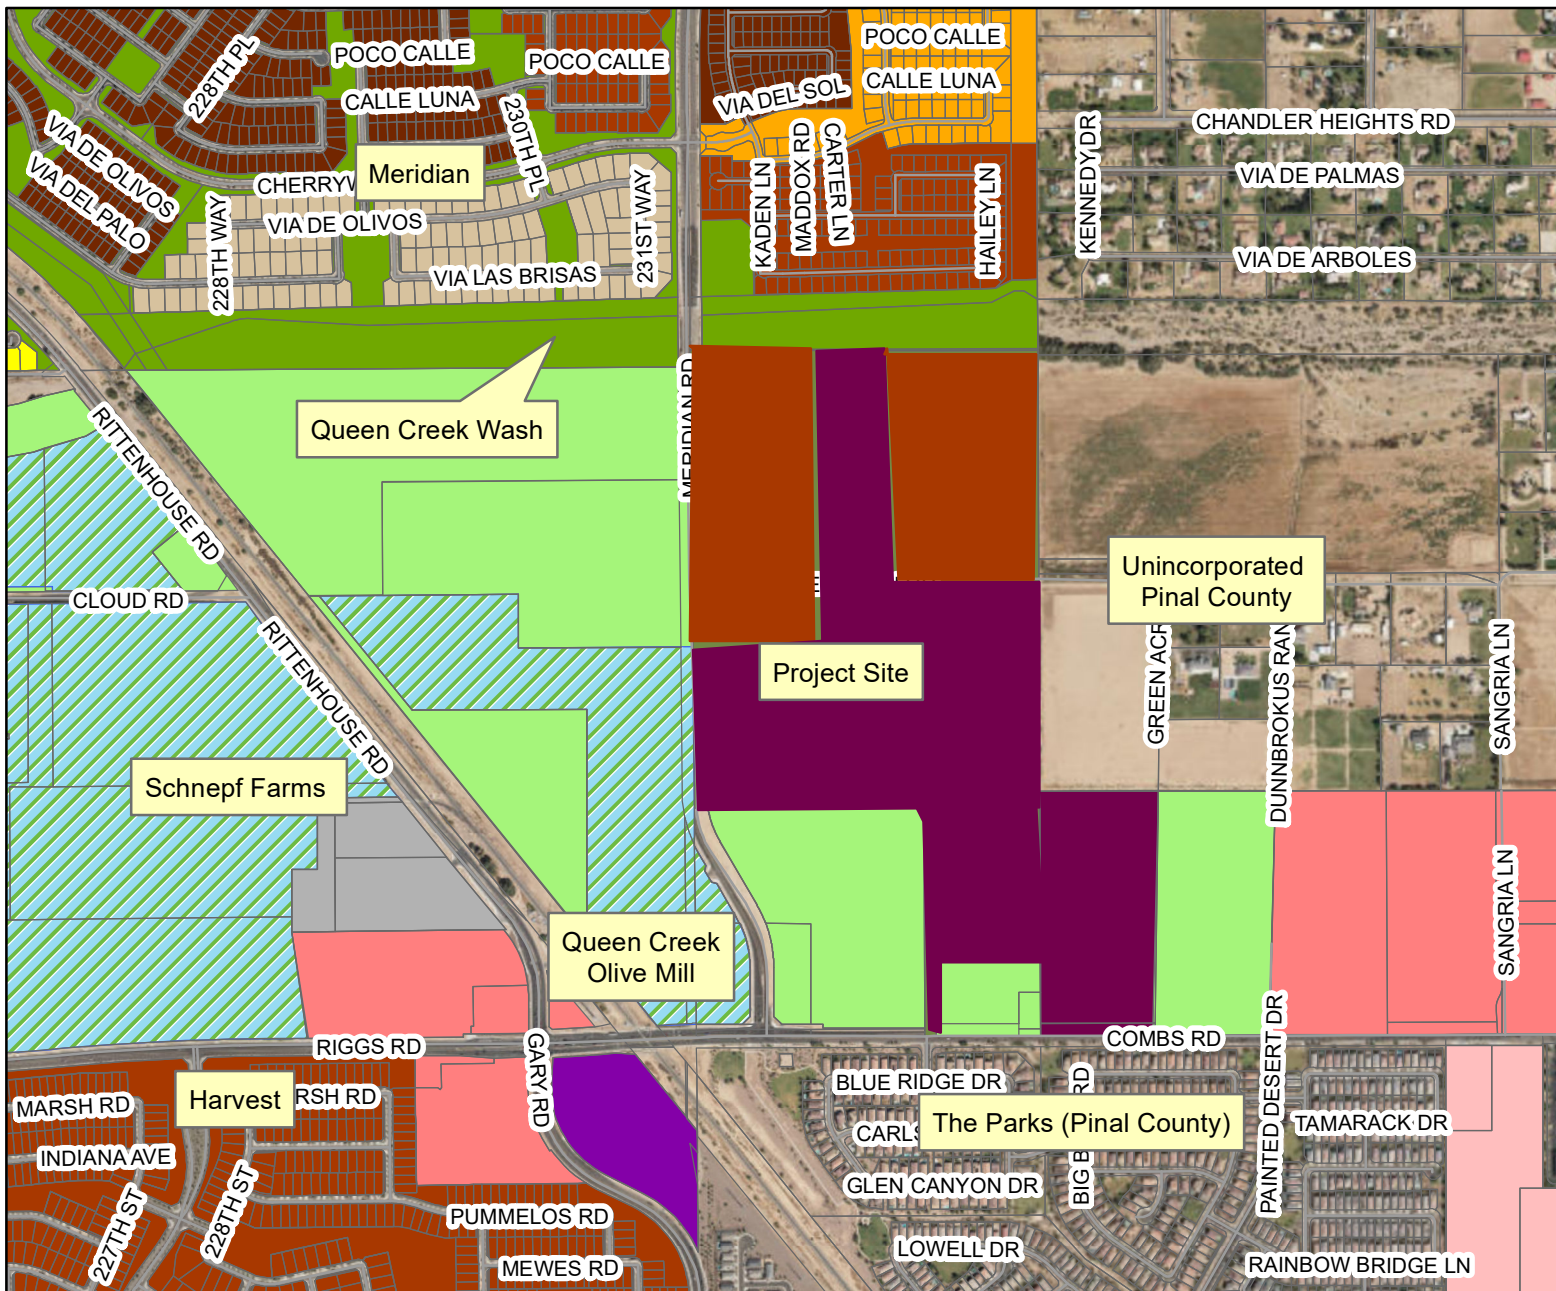 POCO CALLE
POCO CALLE
POCO CALLE
228TH PL
CALLE LUNA
VIA DEL SOL
CALLE LUNA
230TH PL
VIA DE OLIVOS
VIA DEL PALO
Meridian
MADDOX RD
CARTER LN
KENNEDY DR
CHANDLER HEIGHTS RD
VIA DE PALMAS
228TH WAY
VIA DE OLIVOS
231ST WAY
KADEN LN
HAILEY LN
VIA LAS BRISAS
VIA DE ARBOLES
MERIDIAN RD
Queen Creek Wash
RITTENHOUSE RD
Unincorporated
Pinal County
CLOUD RD
RITTENHOUSE RD
Project Site
SANGRIA LN
Schnepf Farms
SANGRIA LN
Queen Creek
Olive Mill
RIGGS RD
GARY RD
COMBS RD
PAINTED DESERT DR
MARSH RD
Harvest
BLUE RIDGE DR
The Parks (Pinal County)
TAMARACK DR
INDIANA AVE
GLEN CANYON DR
227TH ST
228TH ST
PUMMELOS RD
LOWELL DR
MEWES RD
RAINBOW BRIDGE LN